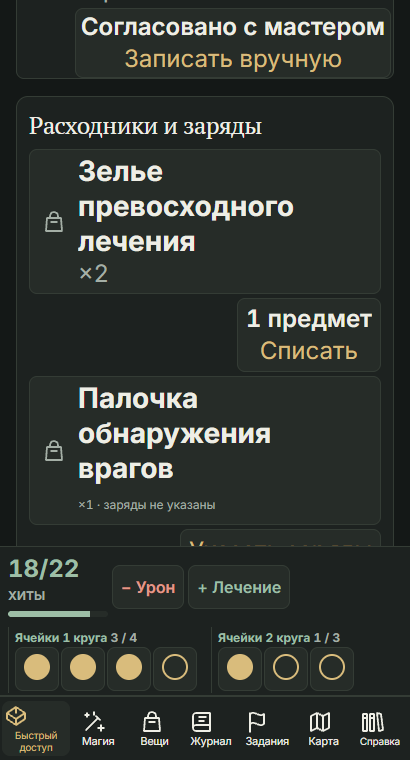 Согласовано с мастером
Записать вручную
Расходники и заряды
Зелье
превосходного
лечения
×2
1 предмет
Списать
Палочка
обнаружения
врагов
×1 · заряды не указаны
18/22
хиты
− Урон
+ Лечение
Ячейки 1 круга 3 / 4
Ячейки 2 круга 1 / 3
Быстрый
доступ
Магия
Вещи
Журнал
Задания
Карта
Справка